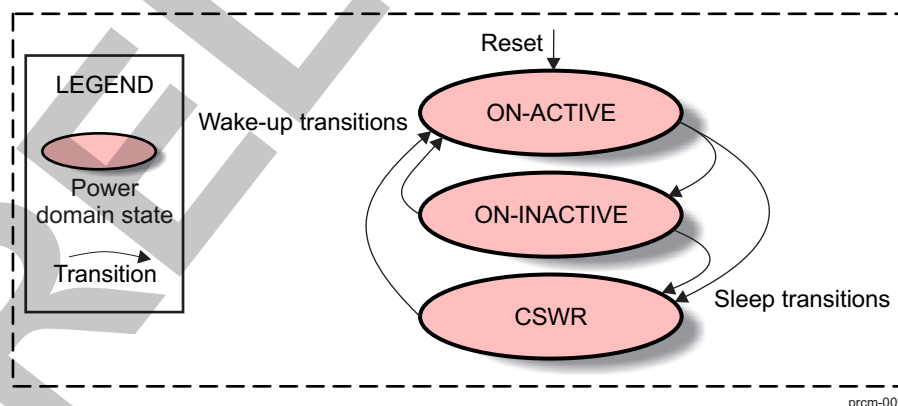 Reset
LEGEND
ON-ACTIVE
Wake-up transitions
Power
domain state
ON-INACTIVE
Transition
Sleep transitions
CSWR
prcm-00